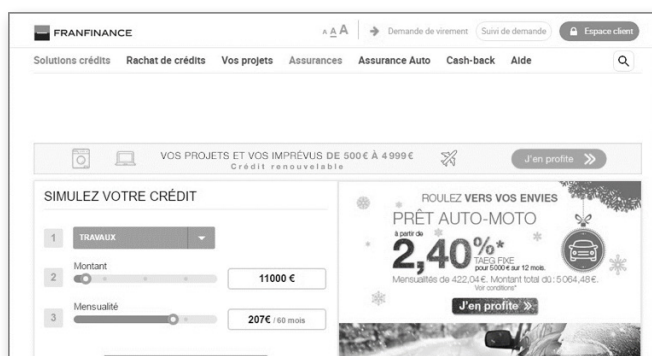 FRANFINANCE
A A A
Demande de virement
Suivi de demande
Espace client
Solutions crédits Rachat de crédits Vos projets Assurances Assurance Auto Cash-back Aide
VOS PROJETS ET VOS IMPRÉVUS DE 500 € À 4 999 €
Crédit renouvelable
J'en profite
SIMULEZ VOTRE CRÉDIT
1 TRAVAUX
Montant
2 11000 €
Mensualité
3 207€ / 60 mois
ROULEZ VERS VOS ENVIES
PRÊT AUTO-MOTO
à partir de
2,40%*
TAEG FIXE
pour 5000 € sur 12 mois.
Mensualités de 422,04 €. Montant total dû : 5 064,48 €.
Voir conditions*
J'en profite